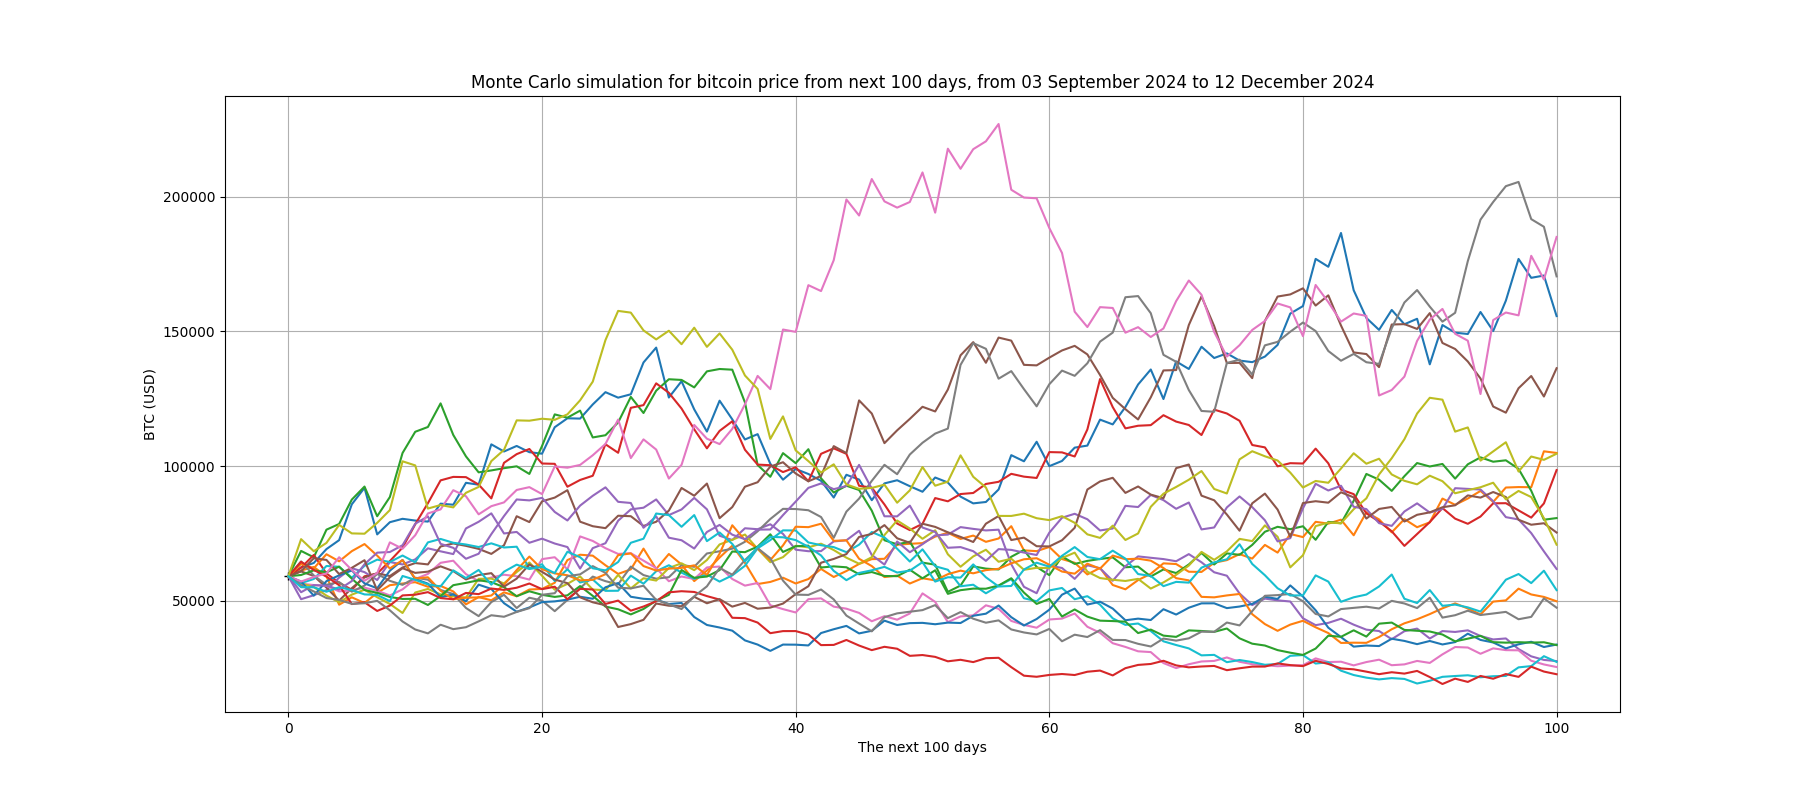 Monte Carlo simulation for bitcoin price from next 100 days, from 03 September 2024 to 12 December 2024
BTC (USD)
200000
150000
100000
50000
0 20 40 60 80 100
The next 100 days